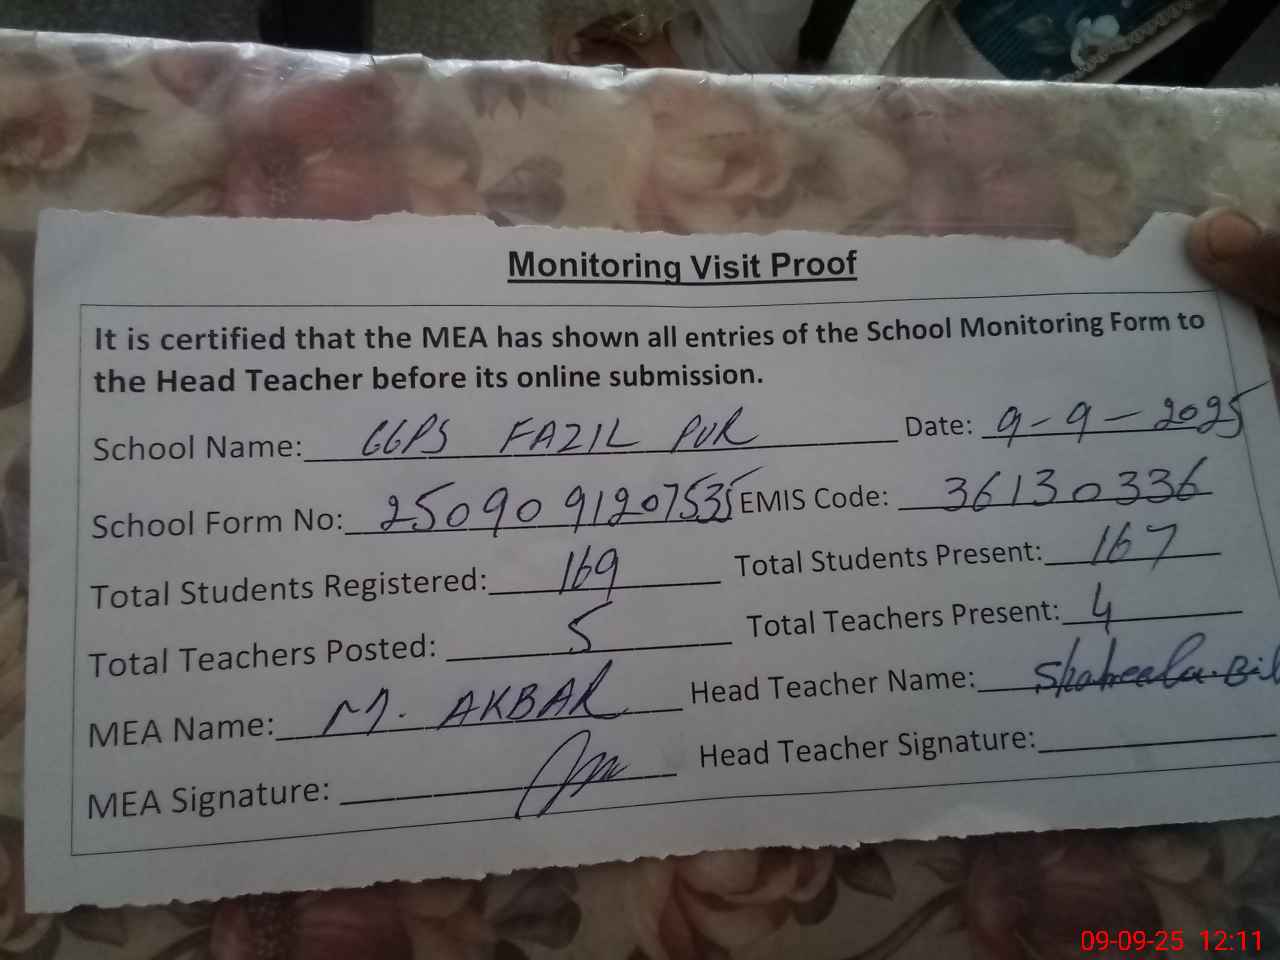 Monitoring Visit Proof
It is certified that the MEA has shown all entries of the School Monitoring Form to
the Head Teacher before its online submission.
School Name: GGPS FAZIL PUR Date: 9-9-2025
School Form No: 2509091207535 EMIS Code: 36130336
Total Students Registered: 169 Total Students Present: 167
Total Teachers Posted: 5 Total Teachers Present: 4
MEA Name: M. AKBAR Head Teacher Name: Shaheela. Bil
MEA Signature: Head Teacher Signature:
09-09-25 12:11